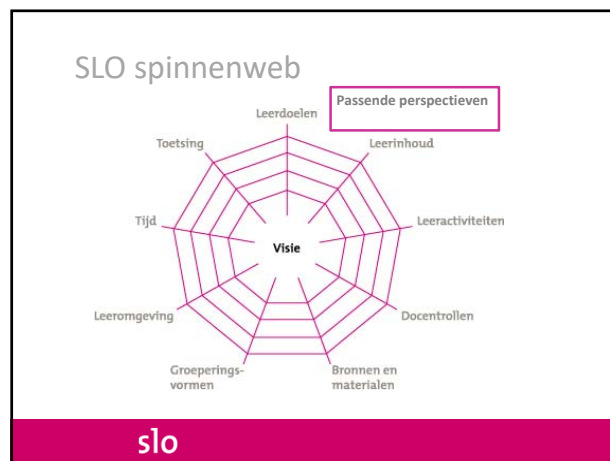 SLO spinnenweb
Passende perspectieven
Leerdoelen
Toetsing
Leerinhoud
Tijd
Leeractiviteiten
Visie
Leeromgeving
Docentrollen
Groeperings-
vormen
Bronnen en
materialen
slo